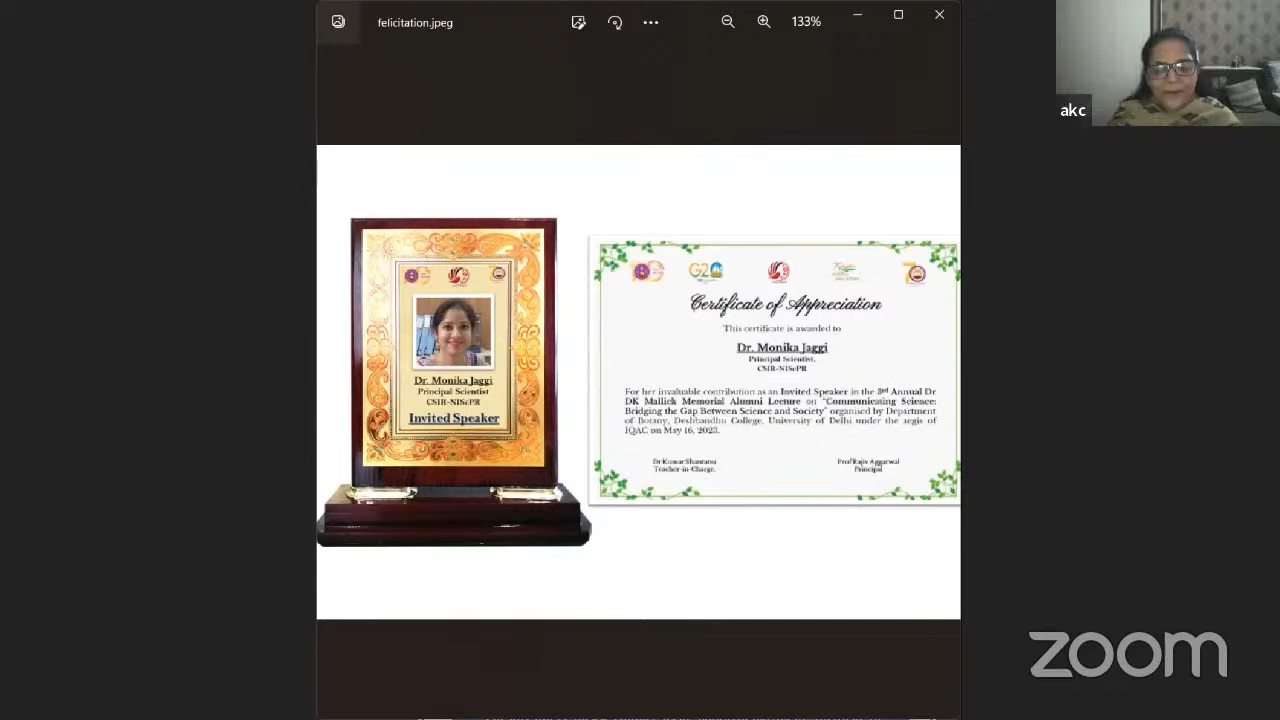 felicitation.jpeg
133%
akc
Dr. Monika Jaggi
Principal Scientist
CSIR-NIScPR
Invited Speaker
G20
Certificate of Appreciation
This certificate is awarded to
Dr. Monika Jaggi
Principal Scientist,
CSIR-NIScPR
For her invaluable contribution as an Invited Speaker in the 3rd Annual Dr
DK Mallick Memorial Alumni Lecture on "Communicating Science:
Bridging the Gap Between Science and Society" organised by Department
of Botany, Deshbandhu College, University of Delhi under the aegis of
IQAC on May 16, 2023.
Dr Kumar Shantanu
Teacher-in-Charge,
Prof Rajiv Aggarwal
Principal
zoom